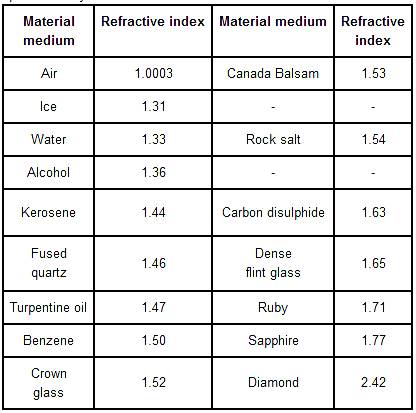 Material medium Refractive index Material medium Refractive index
Air 1.0003 Canada Balsam 1.53
Ice 1.31 - -
Water 1.33 Rock salt 1.54
Alcohol 1.36 - -
Kerosene 1.44 Carbon disulphide 1.63
Fused quartz 1.46 Dense flint glass 1.65
Turpentine oil 1.47 Ruby 1.71
Benzene 1.50 Sapphire 1.77
Crown glass 1.52 Diamond 2.42